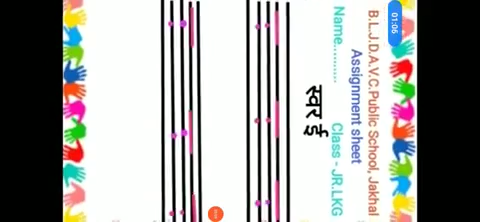 B.L.J.D.A.V.C.Public School, Jakhal
Assignment sheet
Name.......... Class - JR.LKG
स्वर ई
01:06